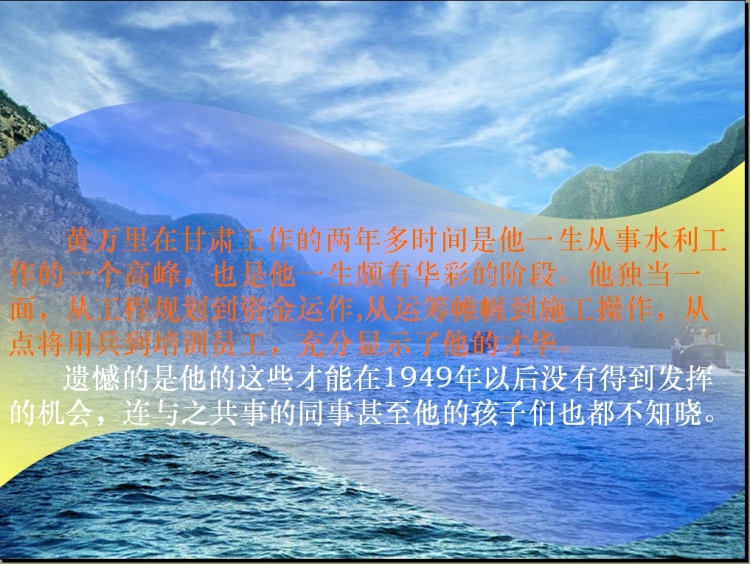 黄万里在甘肃工作的两年多时间是他一生从事水利工
作的一个高峰，也是他一生颇有华彩的阶段。他独当一
面，从工程规划到资金运作,从运筹帷幄到施工操作，从
点将用兵到培训员工，充分显示了他的才华。
遗憾的是他的这些才能在1949年以后没有得到发挥
的机会，连与之共事的同事甚至他的孩子们也都不知晓。